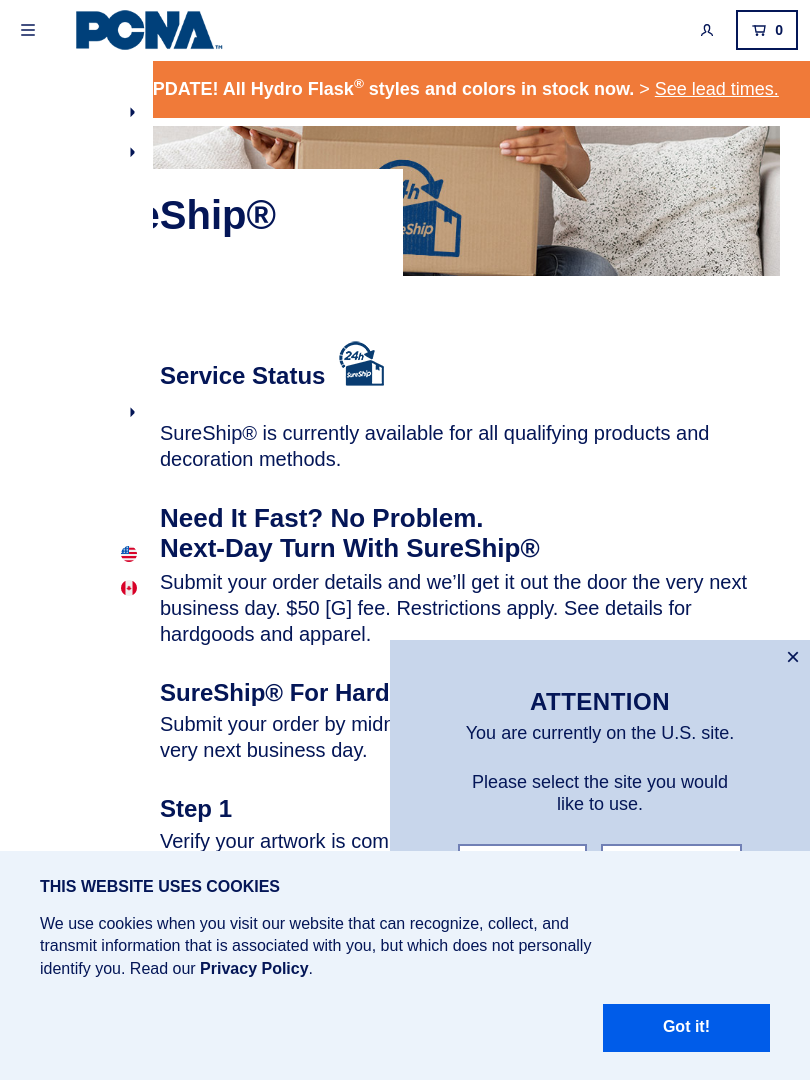 PCNA™
0
PDATE! All Hydro Flask® styles and colors in stock now. > See lead times.
24h
SureShip
eShip®
Service Status
24h
SureShip
SureShip® is currently available for all qualifying products and
decoration methods.
Need It Fast? No Problem.
Next-Day Turn With SureShip®
Submit your order details and we’ll get it out the door the very next
business day. $50 [G] fee. Restrictions apply. See details for
hardgoods and apparel.
SureShip® For Hard
Submit your order by midn
very next business day.
Step 1
Verify your artwork is com
ATTENTION
You are currently on the U.S. site.
Please select the site you would
like to use.
THIS WEBSITE USES COOKIES
We use cookies when you visit our website that can recognize, collect, and
transmit information that is associated with you, but which does not personally
identify you. Read our Privacy Policy.
Got it!